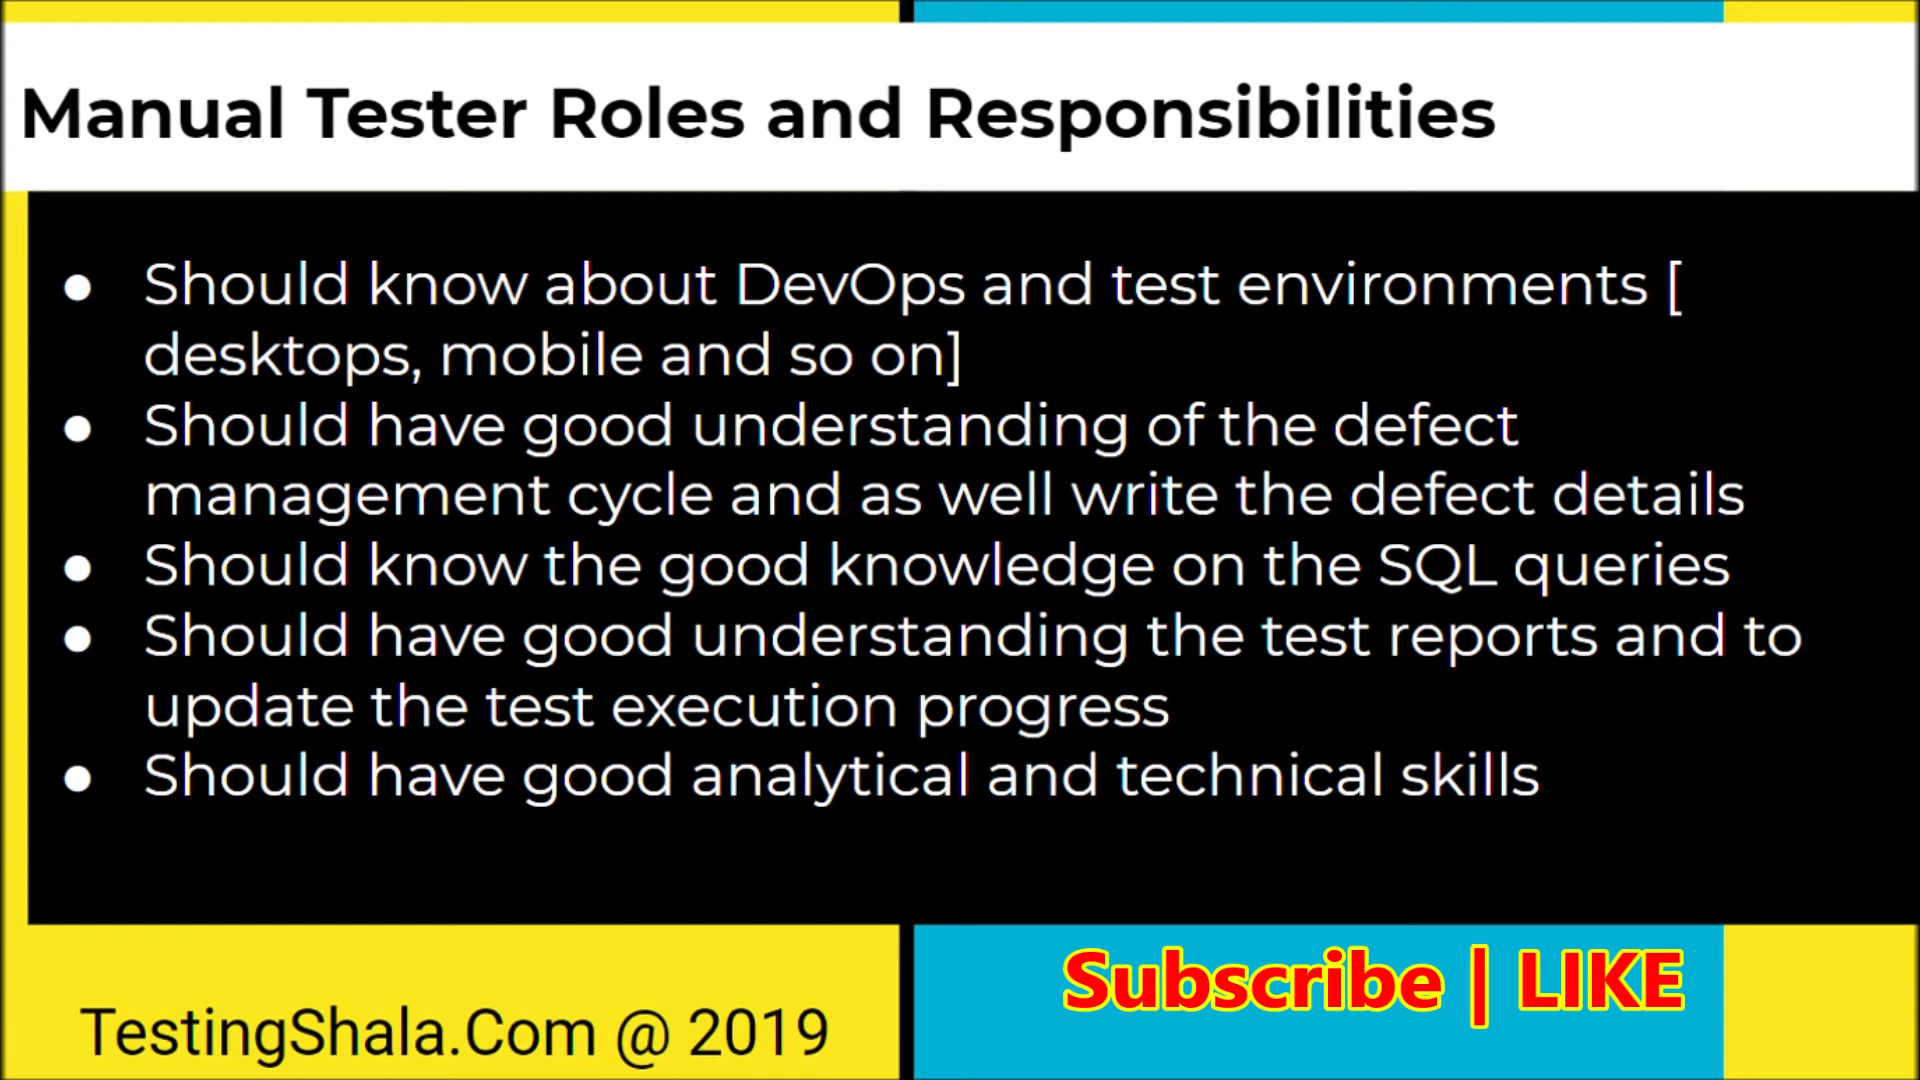 Manual Tester Roles and Responsibilities
● Should know about DevOps and test environments [
desktops, mobile and so on]
● Should have good understanding of the defect
management cycle and as well write the defect details
● Should know the good knowledge on the SQL queries
● Should have good understanding the test reports and to
update the test execution progress
● Should have good analytical and technical skills
Subscribe | LIKE
TestingShala.Com @ 2019